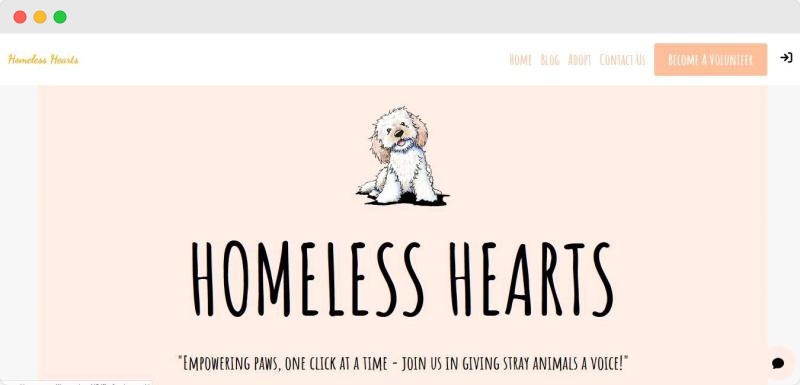 Homeless Hearts
Home Blog Adopt Contact Us Become A Volunteer
HOMELESS HEARTS
"Empowering paws, one click at a time - join us in giving stray animals a voice!"